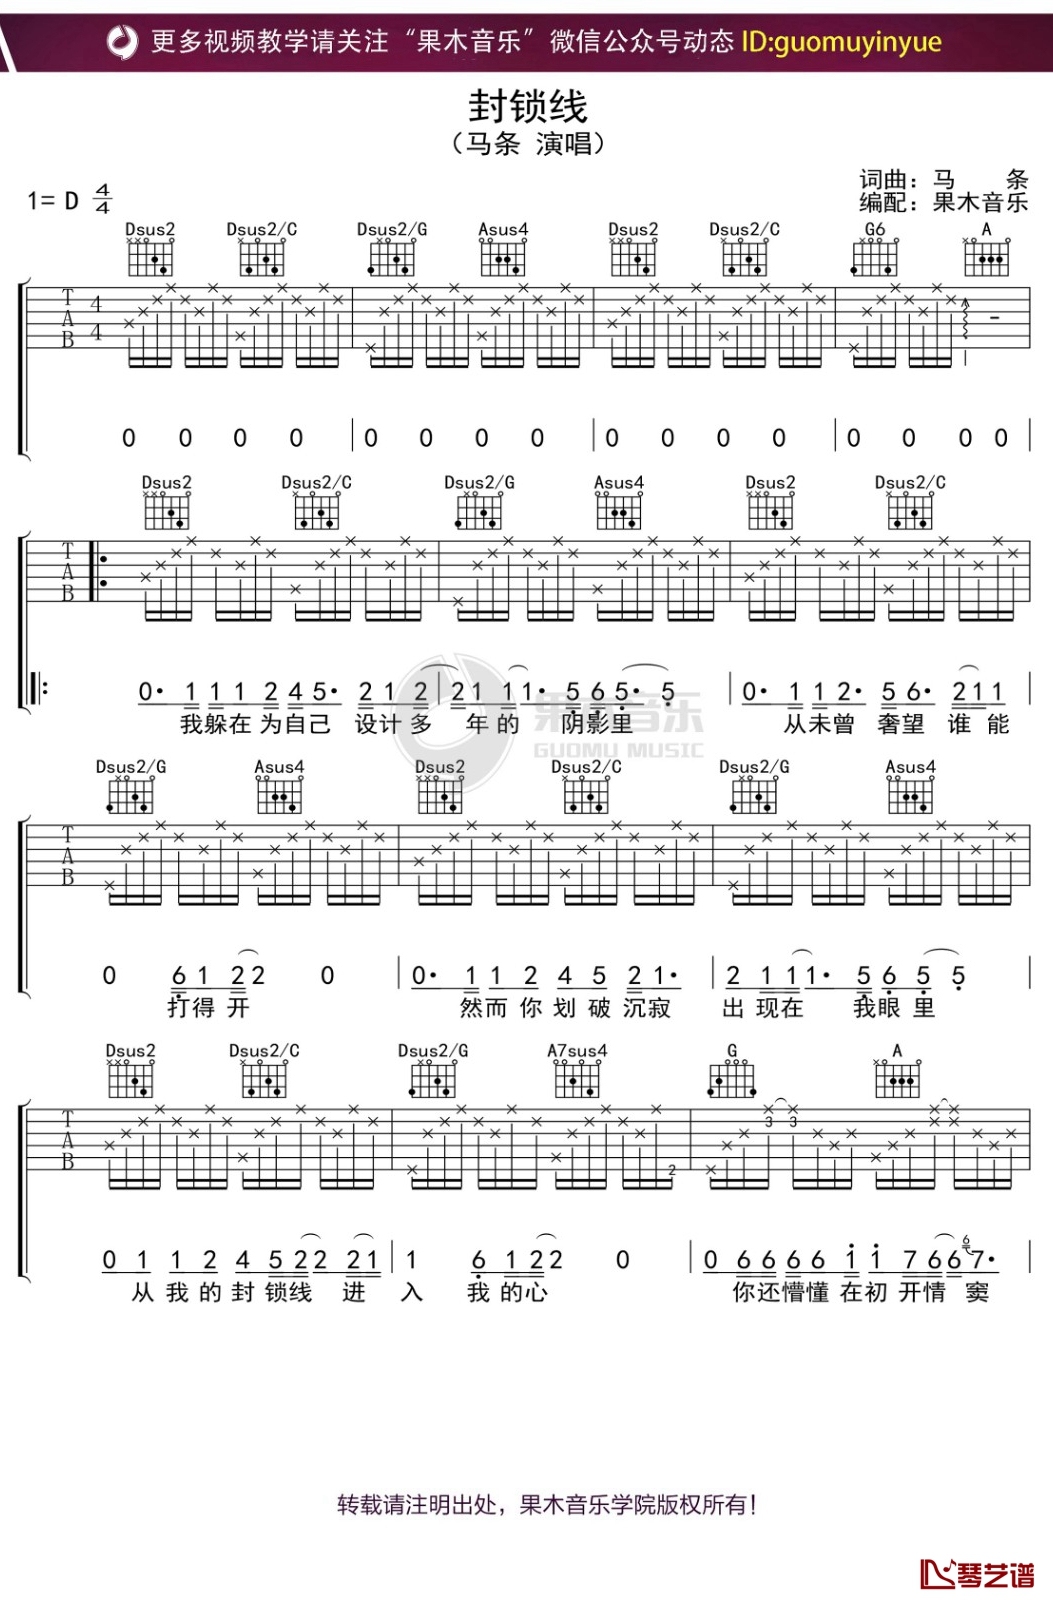 更多视频教学请关注“果木音乐”微信公众号动态 ID:guomuyinyue
封锁线
（马条 演唱）
词曲：马 条
1= D 4/4 编配：果木音乐
Dsus2 Dsus2/C Dsus2/G Asus4 Dsus2 Dsus2/C G6 A
T A B 4 4
0 0 0 0 0 0 0 0 0 0 0 0 0 0 0 0
Dsus2 Dsus2/C Dsus2/G Asus4 Dsus2 Dsus2/C
T A B
0· 1 1 1 2 4 5· 2 1 2 2 1 1 1· 5 6 5· 5 0· 1 1 2· 5 6· 2 1 1
我躲在为自己 设计多 年的 阴影里 从未曾 奢望 谁能
果木音乐
GUOMU MUSIC
Dsus2/G Asus4 Dsus2 Dsus2/C Dsus2/G Asus4
T A B
0 6 1 2 2 0 0· 1 1 2 4 5 2 1· 2 1 1 1· 5 6· 5 5
打得开 然而你划破沉寂 出现在 我眼里
Dsus2 Dsus2/C Dsus2/G A7sus4 G A
T A B 2 3 3
0 1 1 2 4 5 2 2 2 1 1 6 1 2 2 0 0 6 6 6 6 1 1 7 6 6 6 7·
从我的封锁线 进 入 我的心 你还懵懂在初开情 窦
转载请注明出处，果木音乐学院版权所有！
琴艺谱